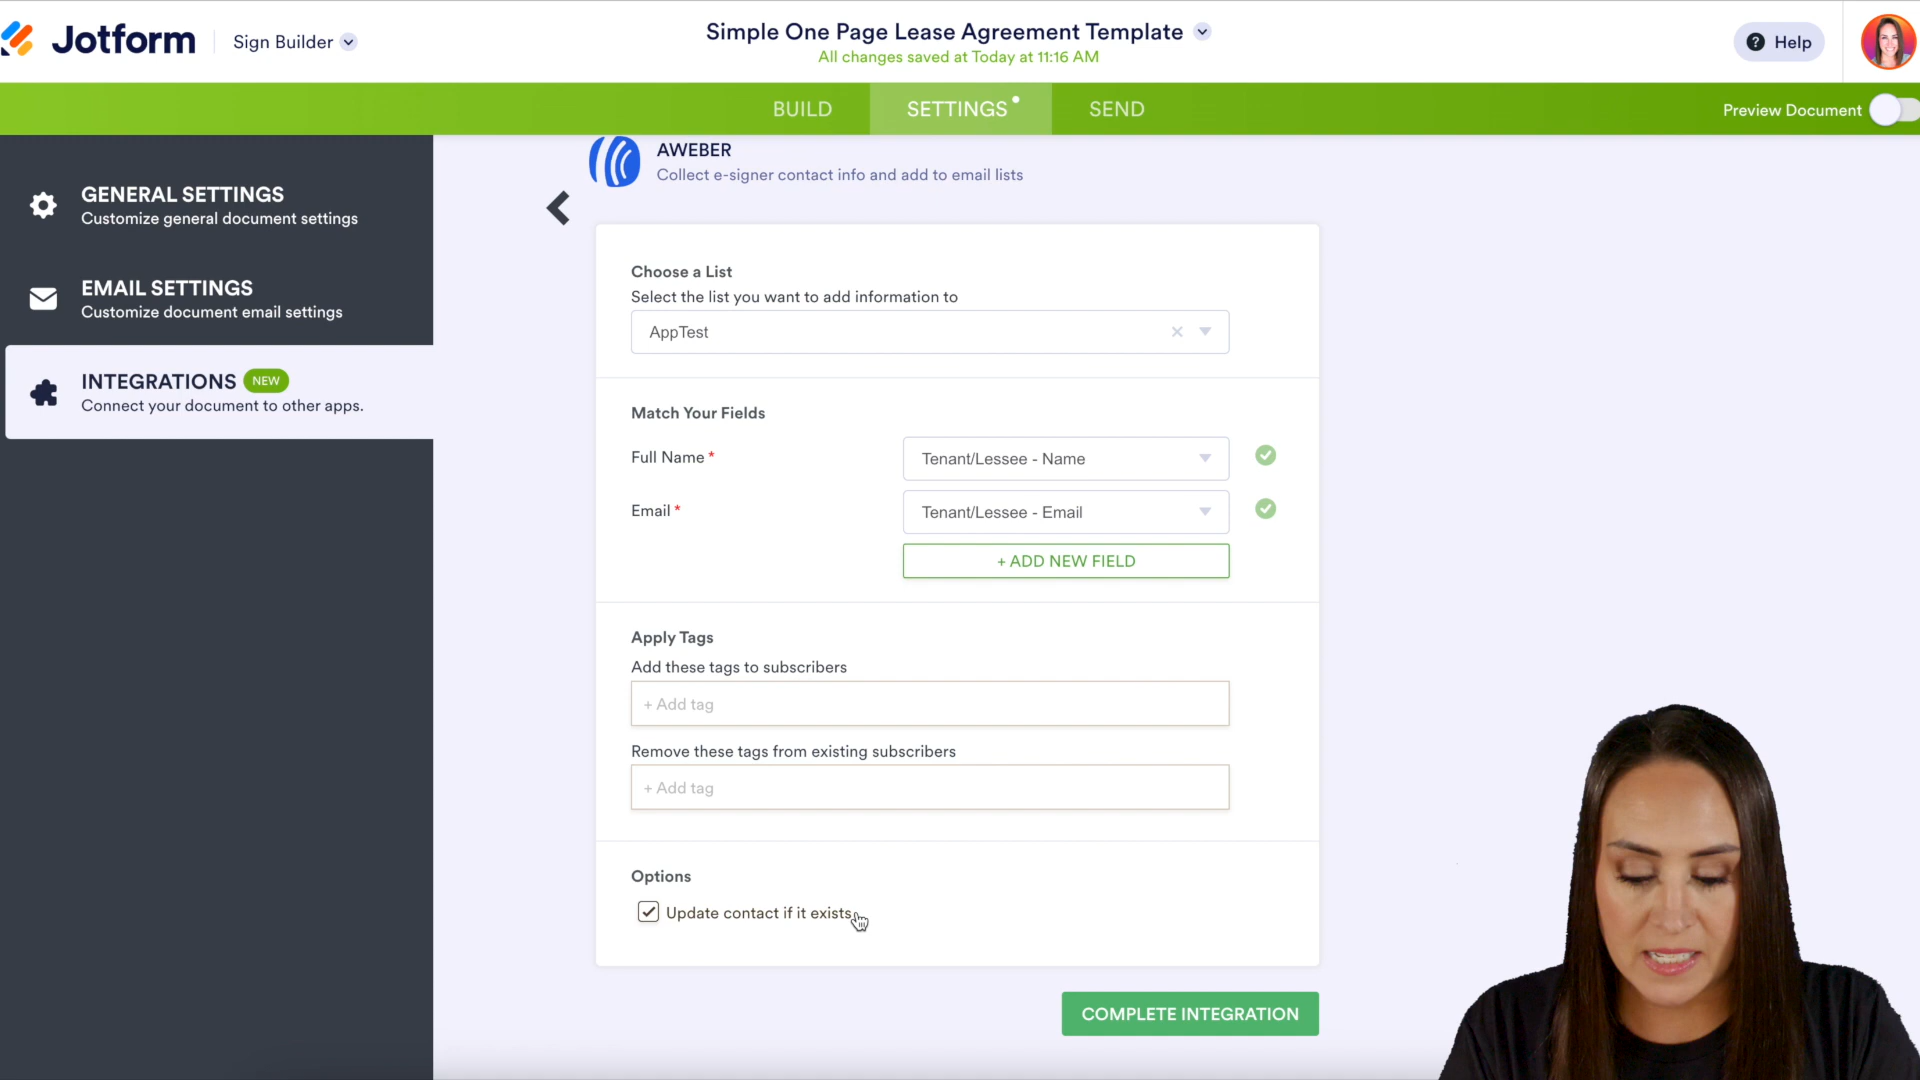 Jotform
Sign Builder
Simple One Page Lease Agreement Template
All changes saved at Today at 11:16 AM
? Help
BUILD
SETTINGS
SEND
Preview Document
GENERAL SETTINGS
Customize general document settings
EMAIL SETTINGS
Customize document email settings
INTEGRATIONS NEW
Connect your document to other apps.
AWEBER
Collect e-signer contact info and add to email lists
Choose a List
Select the list you want to add information to
AppTest
Match Your Fields
Full Name *
Tenant/Lessee - Name
Email *
Tenant/Lessee - Email
+ ADD NEW FIELD
Apply Tags
Add these tags to subscribers
+ Add tag
Remove these tags from existing subscribers
+ Add tag
Options
Update contact if it exists.
COMPLETE INTEGRATION